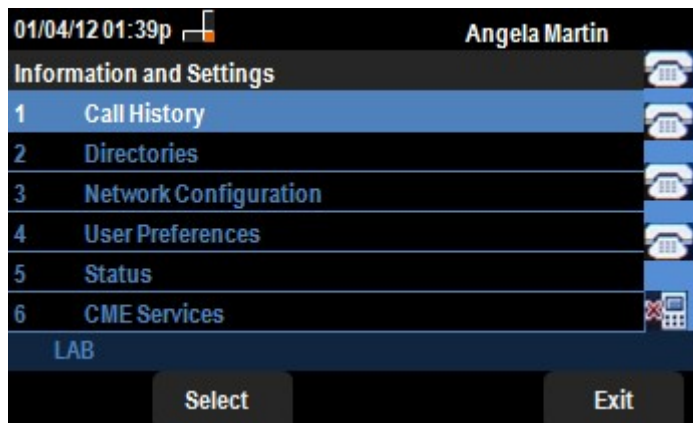 01/04/12 01:39p Angela Martin
Information and Settings
1 Call History
2 Directories
3 Network Configuration
4 User Preferences
5 Status
6 CME Services
LAB
Select Exit